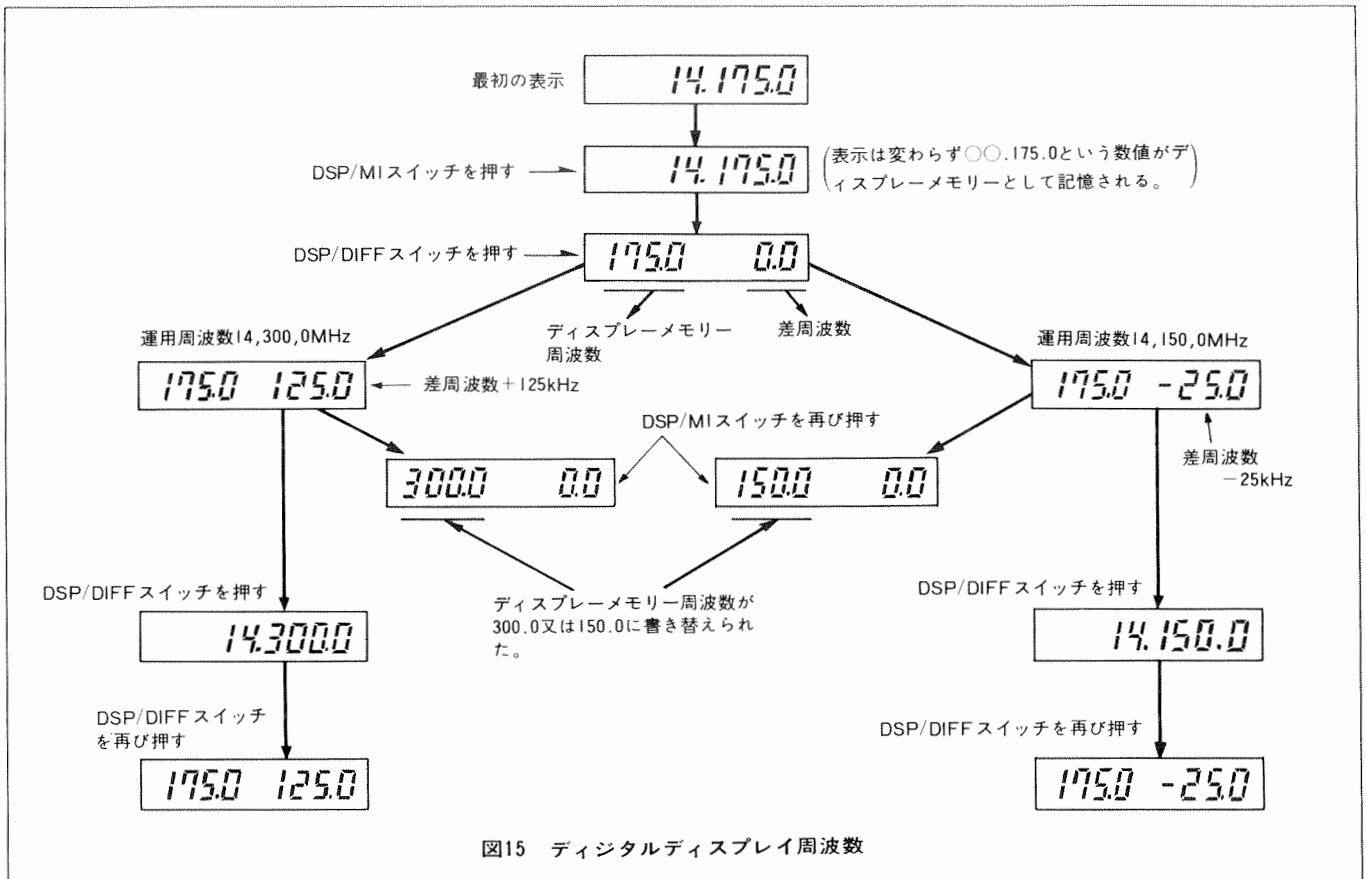 最初の表示
14.175.0
DSP/MIスイッチを押す
14.175.0
(表示は変わらず○○.175.0という数値がデ
ィスプレーメモリーとして記憶される。)
DSP/DIFFスイッチを押す
175.0 0.0
ディスプレーメモリー
周波数
差周波数
運用周波数14,300,0MHz
175.0 125.0
差周波数+125kHz
運用周波数14,150,0MHz
175.0 -25.0
差周波数
-25kHz
DSP/MIスイッチを再び押す
300.0 0.0
150.0 0.0
ディスプレーメモリー周波数が
300.0又は150.0に書き替えられ
た。
DSP/DIFFスイッチを押す
14.300.0
DSP/DIFFスイッチ
を再び押す
175.0 125.0
DSP/DIFFスイッチを押す
14.150.0
DSP/DIFFスイッチを再び押す
175.0 -25.0
図15 ディジタルディスプレイ周波数